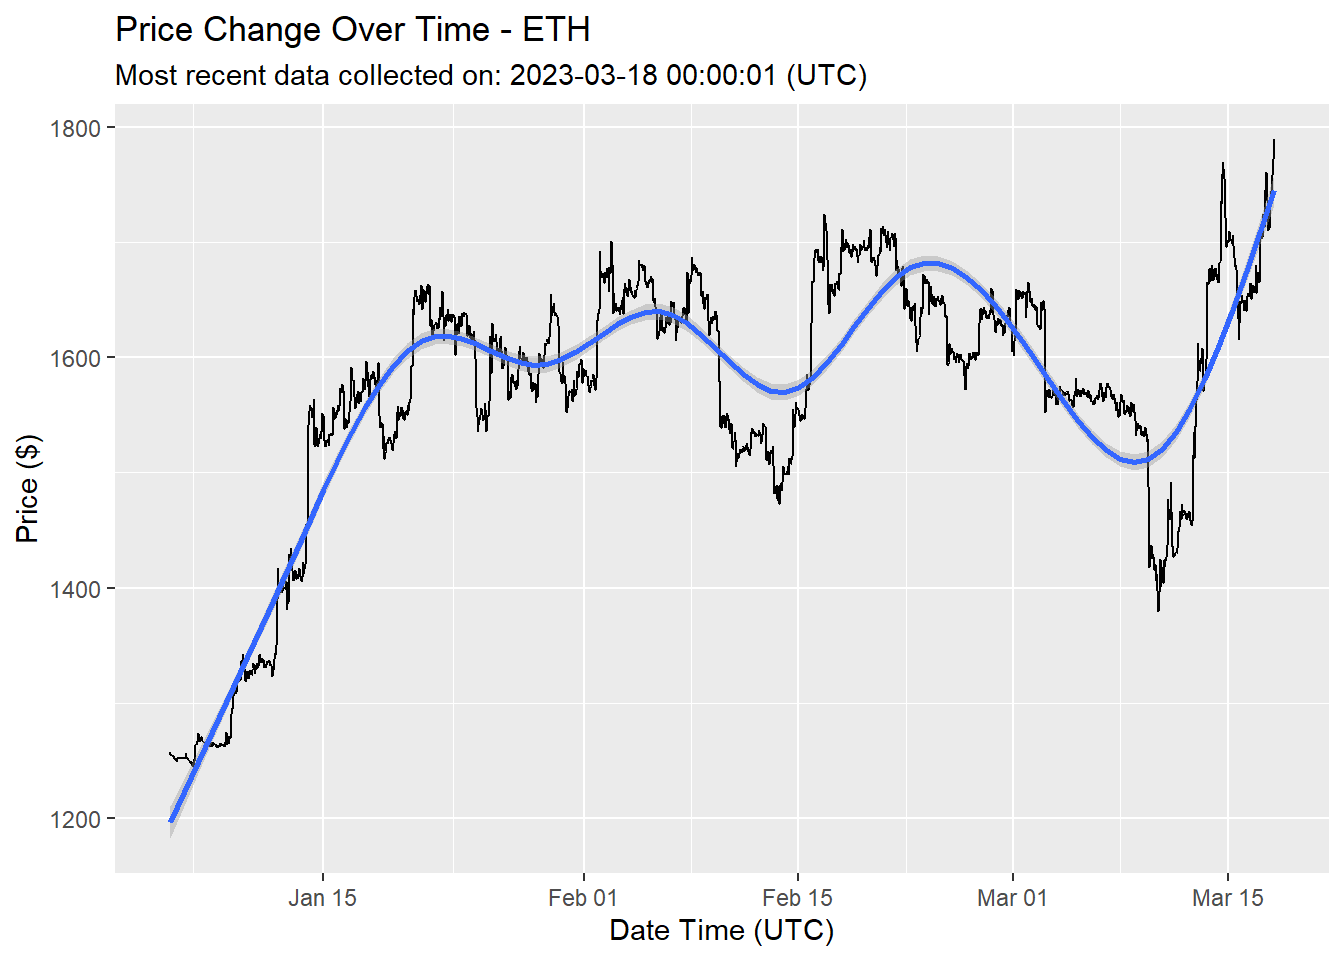 Price Change Over Time - ETH
Most recent data collected on: 2023-03-18 00:00:01 (UTC)
1800
1600
1400
1200
Price ($)
Jan 15
Feb 01
Feb 15
Mar 01
Mar 15
Date Time (UTC)